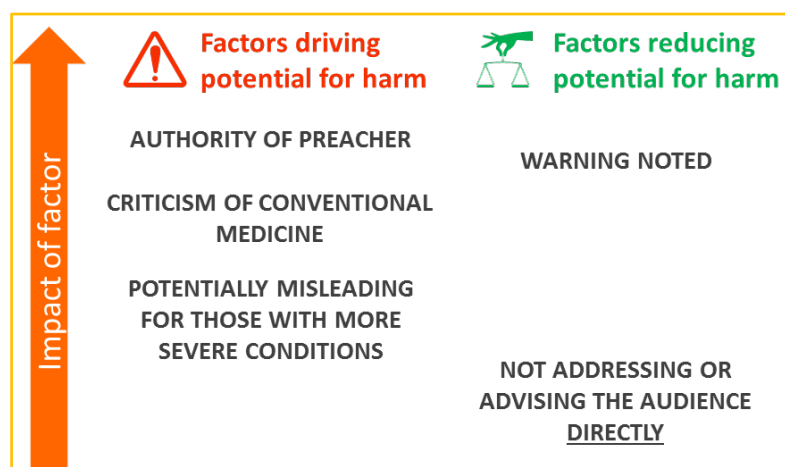 Impact of factor
Factors driving
potential for harm
AUTHORITY OF PREACHER
CRITICISM OF CONVENTIONAL
MEDICINE
POTENTIALLY MISLEADING
FOR THOSE WITH MORE
SEVERE CONDITIONS
Factors reducing
potential for harm
WARNING NOTED
NOT ADDRESSING OR
ADVISING THE AUDIENCE
DIRECTLY